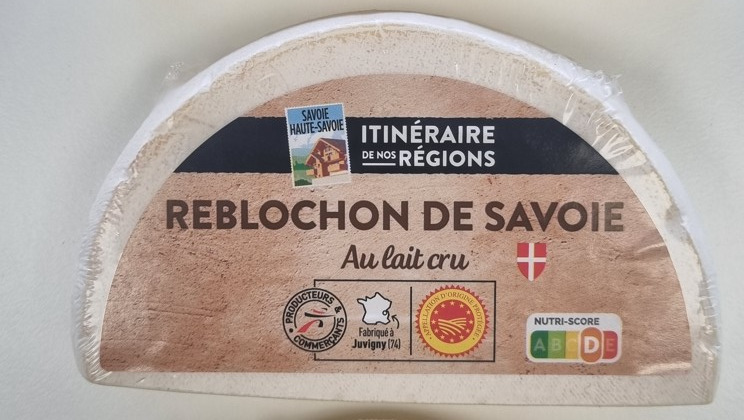 SAVOIE
HAUTE-SAVOIE
ITINÉRAIRE
DE NOS RÉGIONS
REBLOCHON DE SAVOIE
Au lait cru
PRODUCTEURS & COMMERÇANTS
Fabriqué à
Juvigny (74)
APPELLATION D'ORIGINE PROTÉGÉE
NUTRI-SCORE
A B C D E